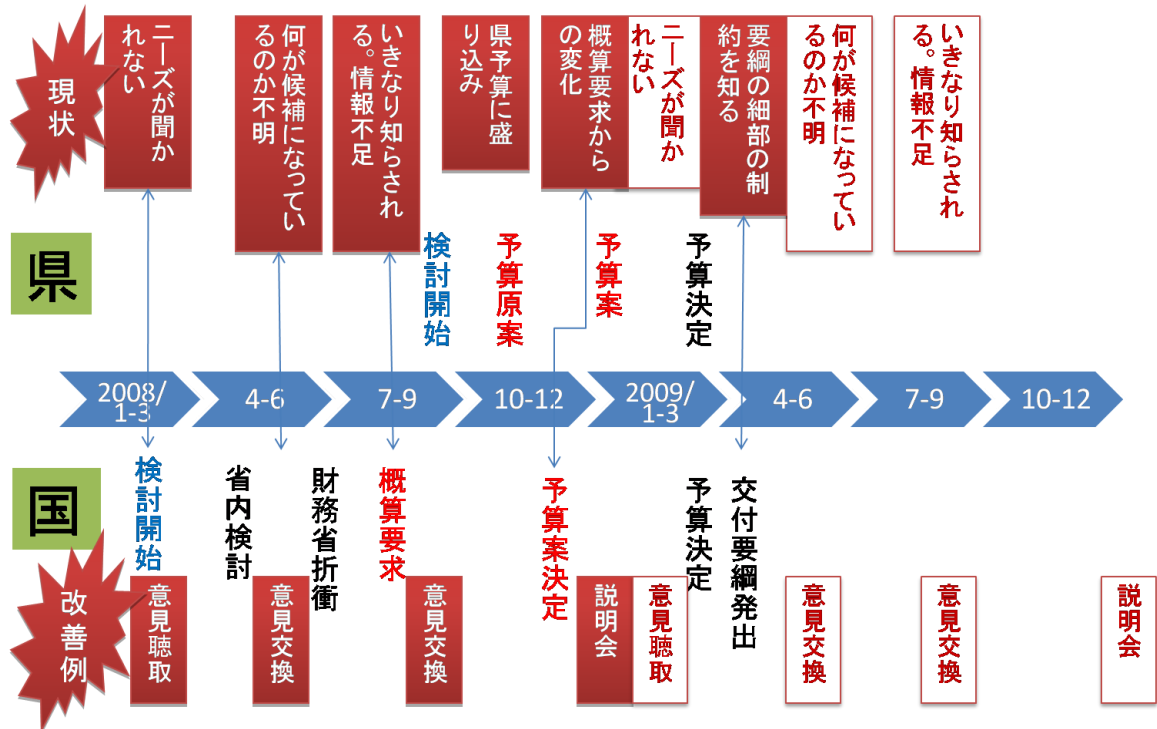 現状
ニーズが聞か
れない
何が候補になってい
るのか不明
いきなり知らされ
る。情報不足
県予算に盛
り込み
概算要求から
の変化
ニーズが聞か
れない
要綱の細部の制
約を知る
何が候補になってい
るのか不明
いきなり知らされ
る。情報不足
県
検討開始
予算原案
予算案
予算決定
2008/
1-3
4-6
7-9
10-12
2009/
1-3
4-6
7-9
10-12
国
検討開始
省内検討
財務省折衝
概算要求
予算案決定
予算決定
交付要綱発出
改善例
意見聴取
意見交換
意見交換
説明会
意見聴取
意見交換
意見交換
説明会